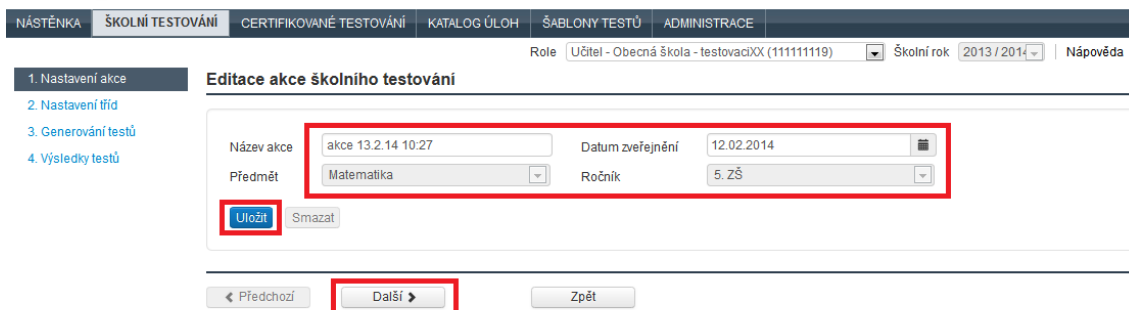 NÁSTĚNKA ŠKOLNÍ TESTOVÁNÍ CERTIFIKOVANÉ TESTOVÁNÍ KATALOG ÚLOH ŠABLONY TESTŮ ADMINISTRACE
Role Učitel - Obecná škola - testovaciXX (111111119) Školní rok 2013 / 2014 Nápověda
1. Nastavení akce
2. Nastavení tříd
3. Generování testů
4. Výsledky testů
Editace akce školního testování
Název akce akce 13.2.14 10:27 Datum zveřejnění 12.02.2014
Předmět Matematika Ročník 5. ZŠ
Uložit Smazat
Předchozí Další Zpět